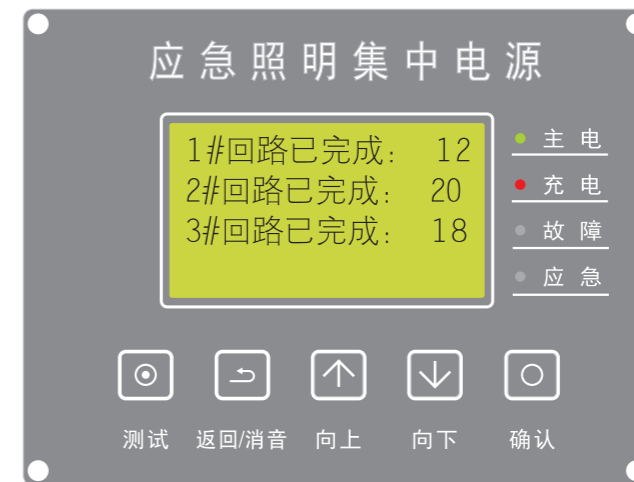 应急照明集中电源
1#回路已完成: 12
2#回路已完成: 20
3#回路已完成: 18
主电
充电
故障
应急
测试 返回/消音 向上 向下 确认